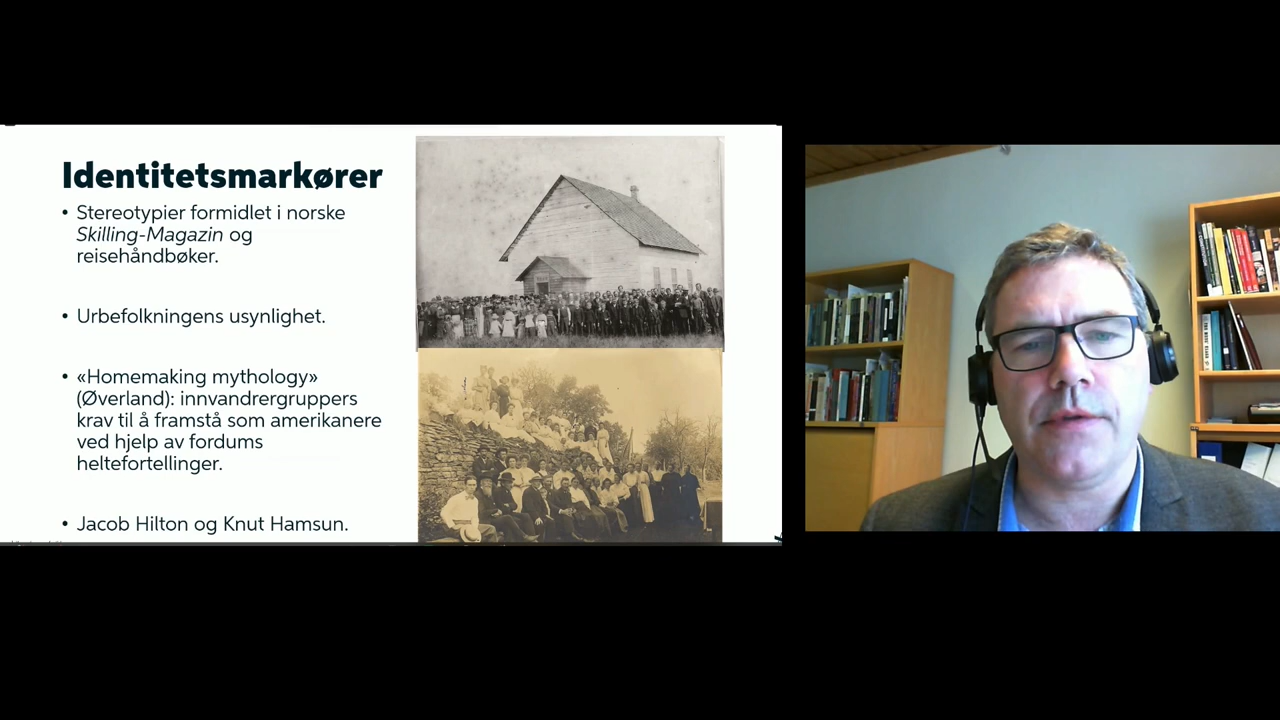 Identitetsmarkører
• Stereotypier formidlet i norske
Skilling-Magazin og
reisehåndbøker.
• Urbefolkningens usynlighet.
• «Homemaking mythology»
(Øverland): innvandrergruppers
krav til å framstå som amerikanere
ved hjelp av fordums
heltefortellinger.
• Jacob Hilton og Knut Hamsun.